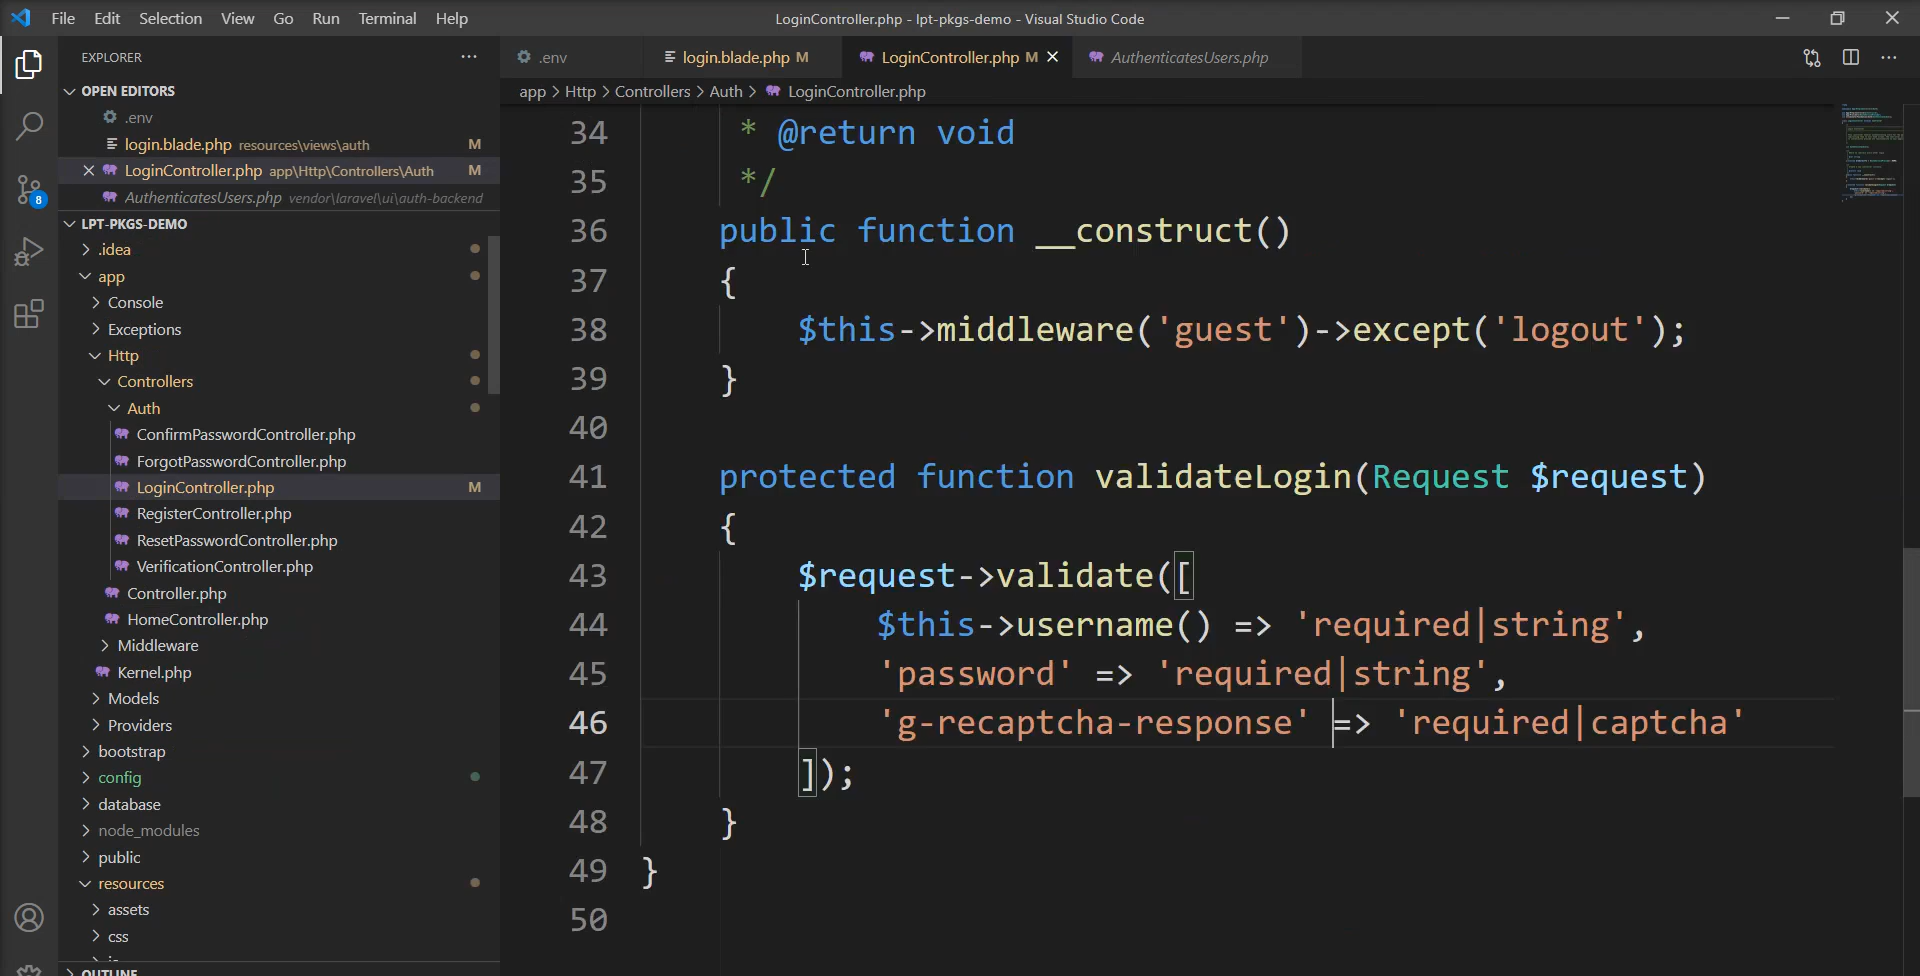 File Edit Selection View Go Run Terminal Help
LoginController.php - lpt-pkgs-demo - Visual Studio Code
EXPLORER
OPEN EDITORS
.env
login.blade.php resources\views\auth M
LoginController.php app\Http\Controllers\Auth M
AuthenticatesUsers.php vendor\laravel\ui\auth-backend
8
LPT-PKGS-DEMO
.idea
app
Console
Exceptions
Http
Controllers
Auth
ConfirmPasswordController.php
ForgotPasswordController.php
LoginController.php M
RegisterController.php
ResetPasswordController.php
VerificationController.php
Controller.php
HomeController.php
Middleware
Kernel.php
Models
Providers
bootstrap
config
database
node_modules
public
resources
assets
css
OUTLINE
.env
login.blade.php M
LoginController.php M
AuthenticatesUsers.php
app > Http > Controllers > Auth > LoginController.php
34 * @return void
35 */
36 public function __construct()
37 {
38 $this->middleware('guest')->except('logout');
39 }
40
41 protected function validateLogin(Request $request)
42 {
43 $request->validate([
44 $this->username() => 'required|string',
45 'password' => 'required|string',
46 'g-recaptcha-response' => 'required|captcha'
47 ]);
48 }
49 }
50